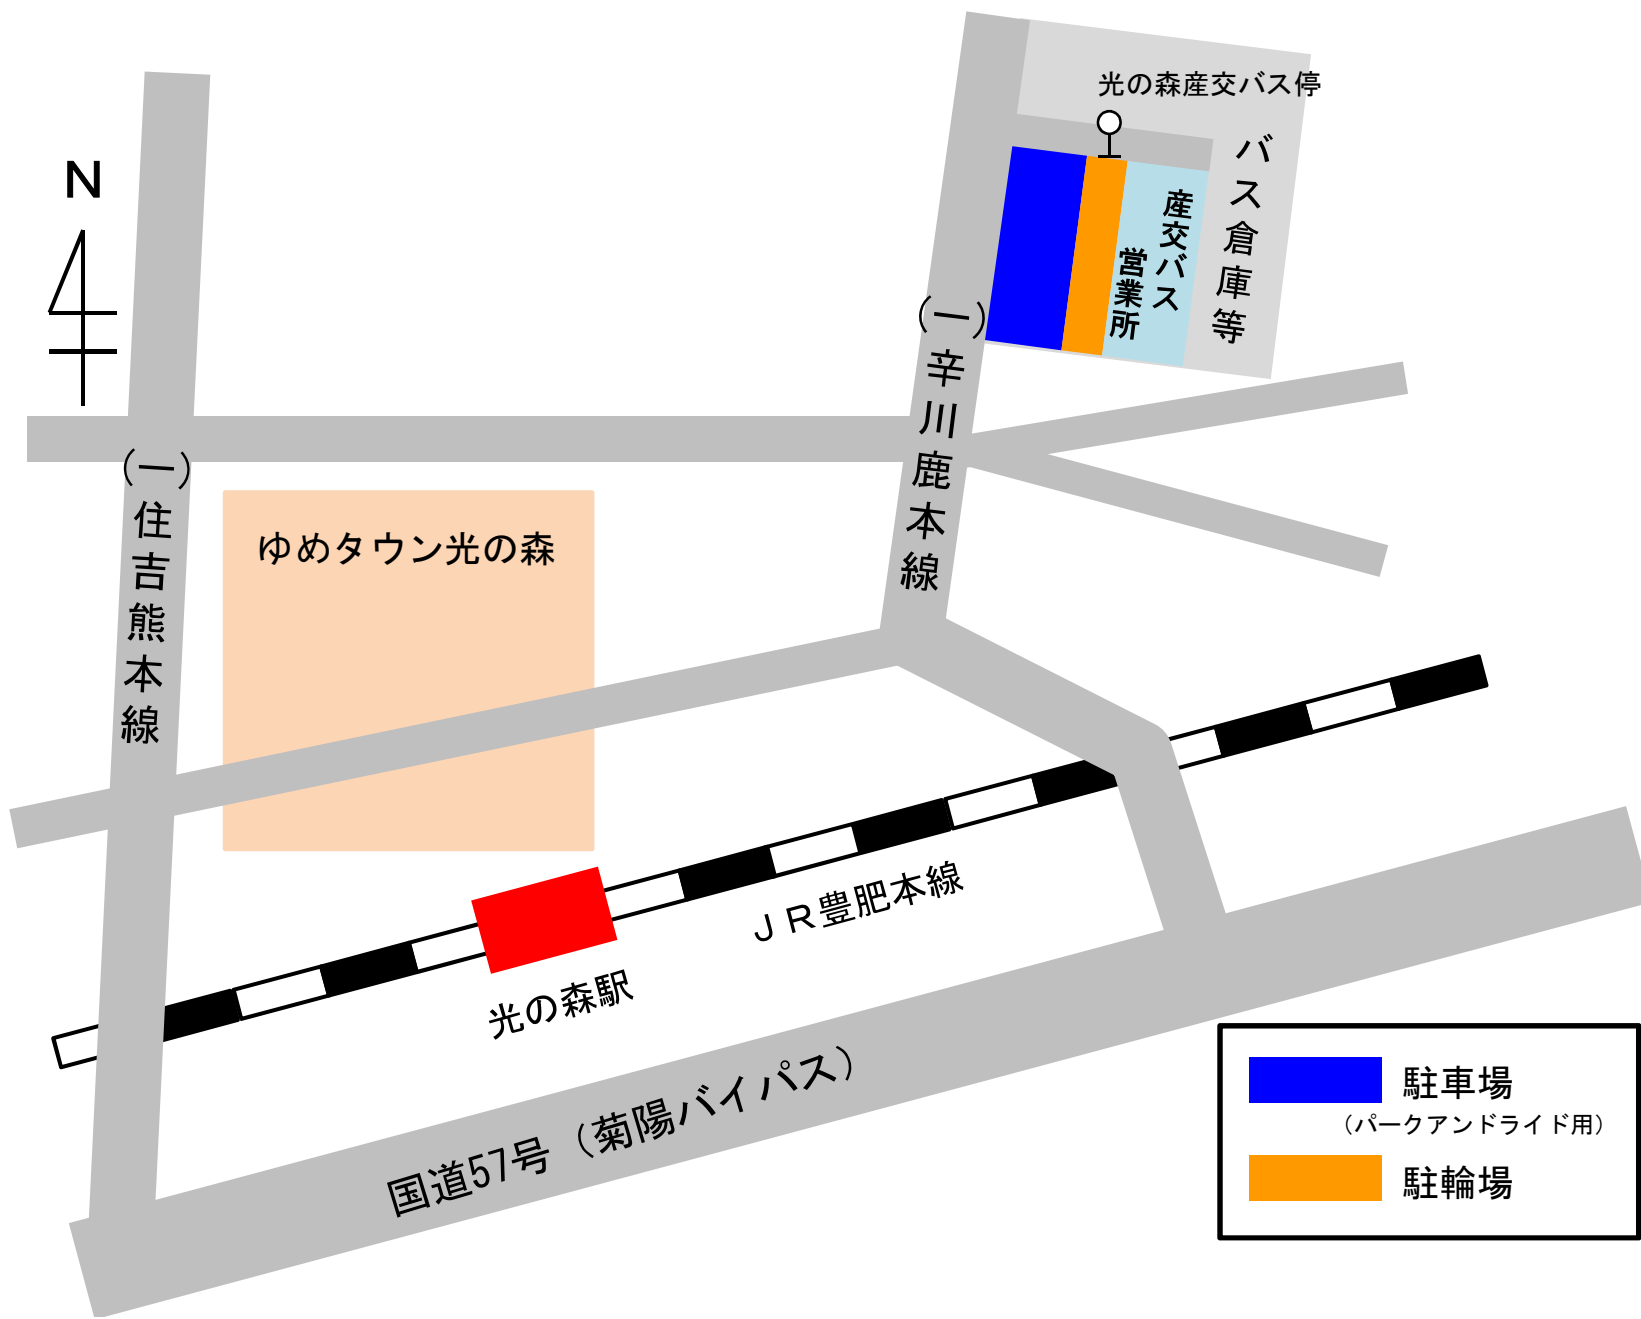 光の森産交バス停
N
バス倉庫等
産交バス
営業所
(一)辛川鹿本線
(一)住吉熊本線
ゆめタウン光の森
JR豊肥本線
光の森駅
国道57号(菊陽バイパス)
駐車場
(パークアンドライド用)
駐輪場